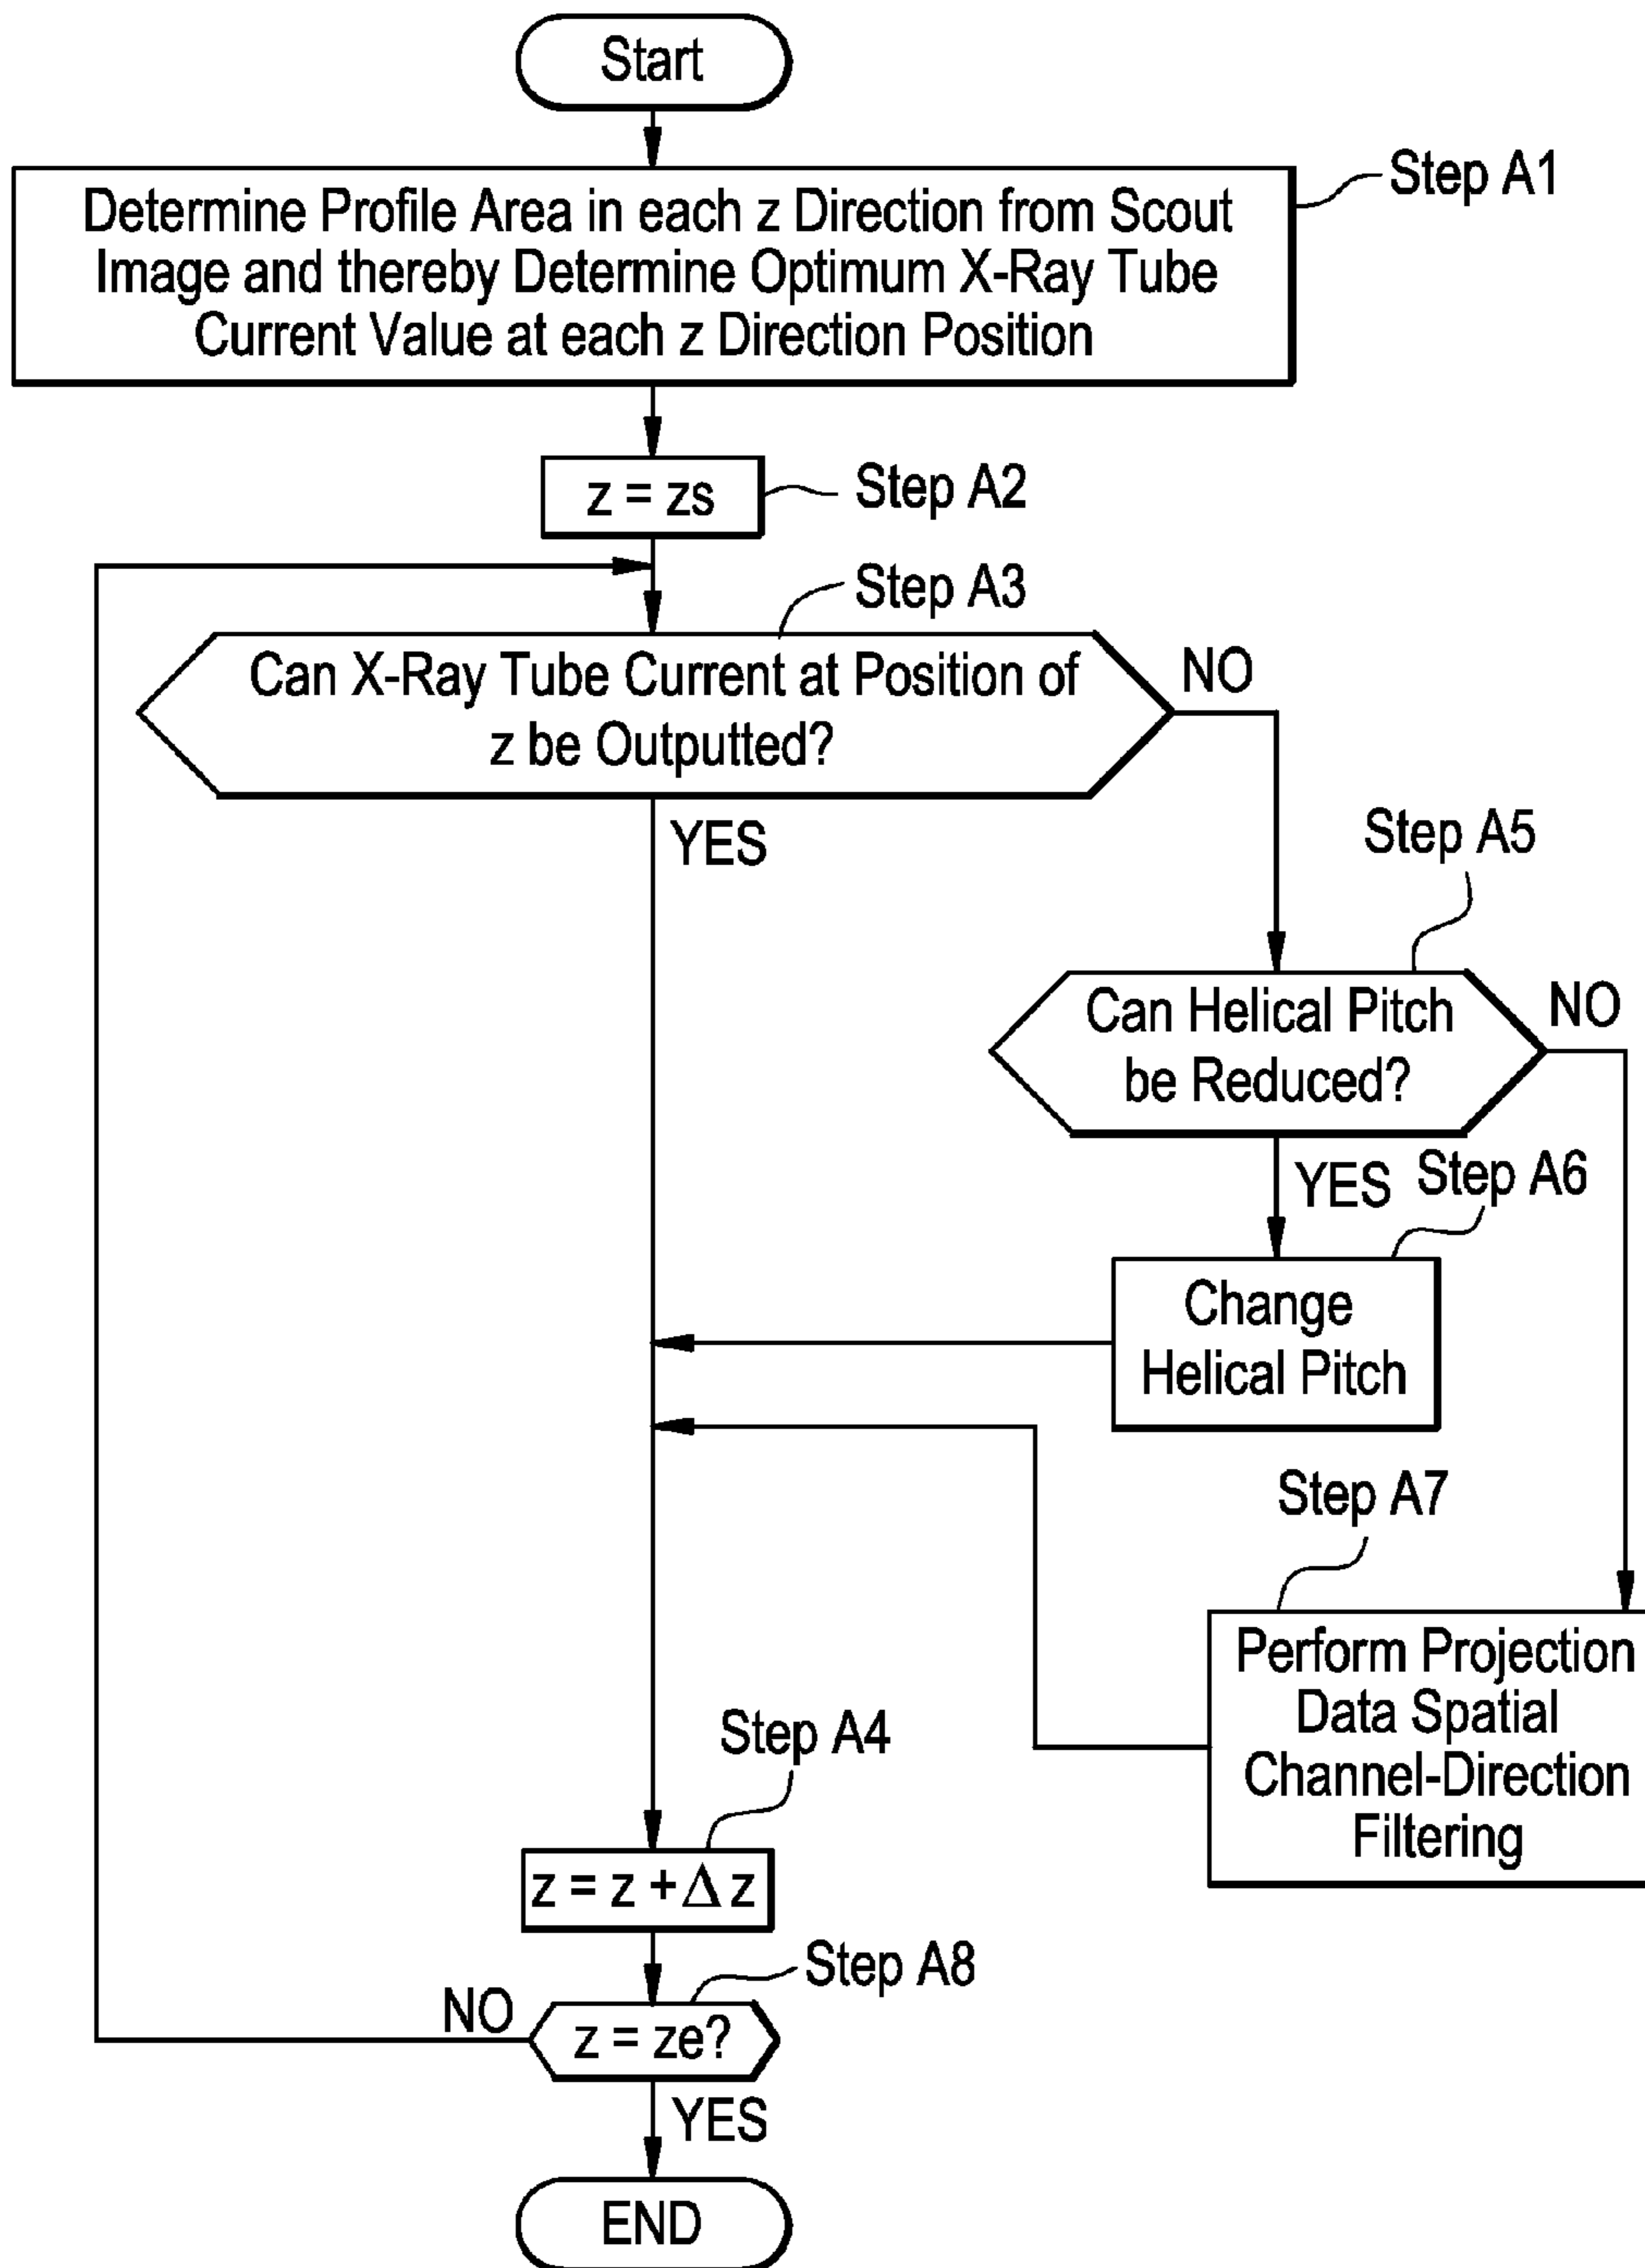 Start
Step A1
Determine Profile Area in each z Direction from Scout
Image and thereby Determine Optimum X-Ray Tube
Current Value at each z Direction Position
z = zs
Step A2
Step A3
Can X-Ray Tube Current at Position of
z be Outputted?
NO
YES
Step A5
Can Helical Pitch
be Reduced?
NO
YES
Step A6
Change
Helical Pitch
Step A7
Perform Projection
Data Spatial
Channel-Direction
Filtering
Step A4
z = z + Δ z
Step A8
NO
z = ze?
YES
END